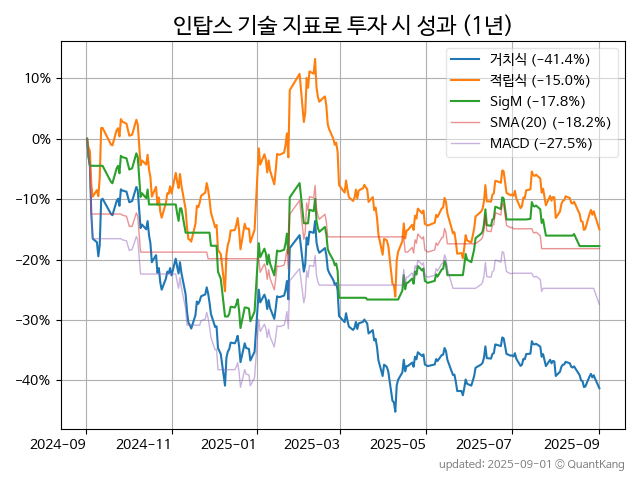 인탑스 기술 지표로 투자 시 성과 (1년)
거치식 (−41.4%)
적립식 (−15.0%)
SigM (−17.8%)
SMA(20) (−18.2%)
MACD (−27.5%)
10%
0%
−10%
−20%
−30%
−40%
2024-09 2024-11 2025-01 2025-03 2025-05 2025-07 2025-09
updated: 2025-09-01 © QuantKang